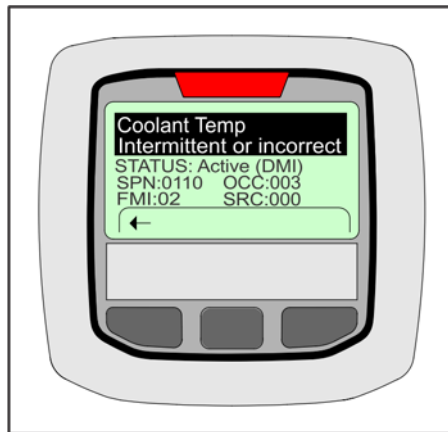 Coolant Temp
Intermittent or incorrect
STATUS: Active (DMI)
SPN:0110 OCC:003
FMI:02 SRC:000